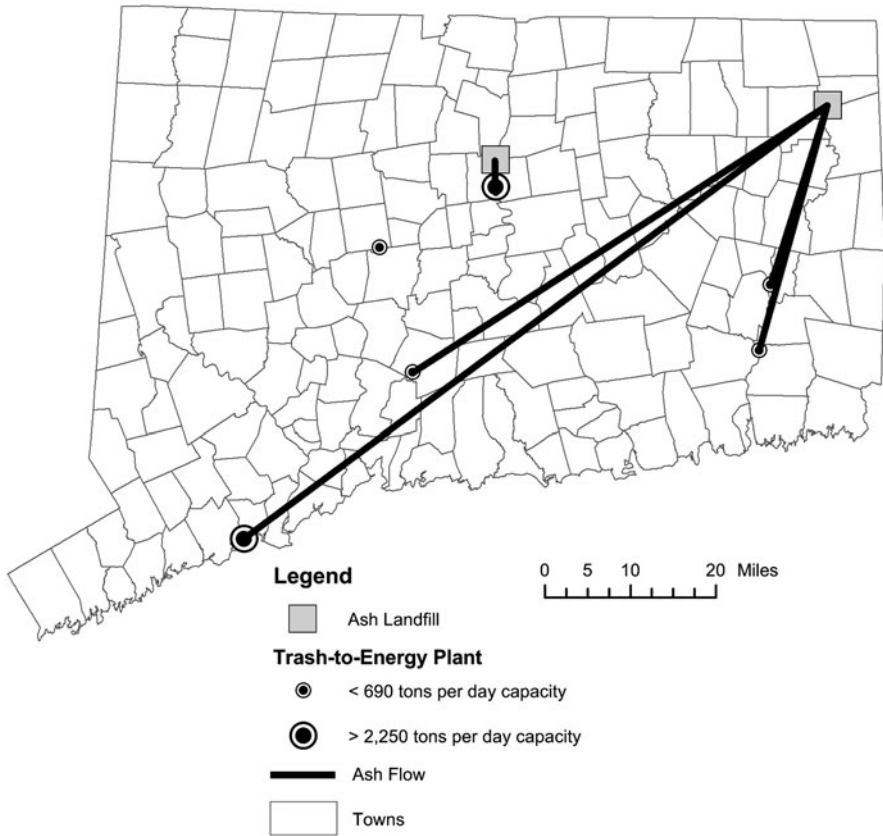 Legend
0 5 10 20 Miles
Ash Landfill
Trash-to-Energy Plant
< 690 tons per day capacity
> 2,250 tons per day capacity
Ash Flow
Towns